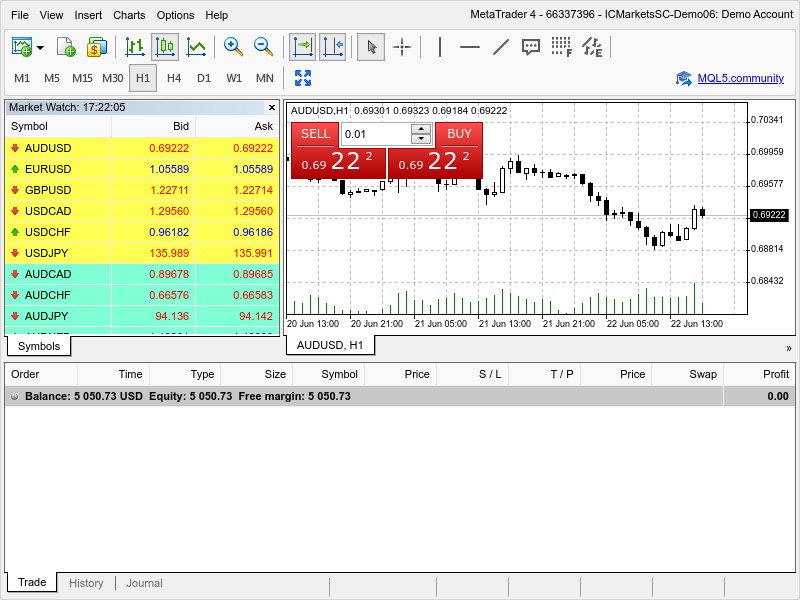 File View Insert Charts Options Help
MetaTrader 4 - 66337396 - ICMarketsSC-Demo06: Demo Account
M1 M5 M15 M30 H1 H4 D1 W1 MN
MQL5.community
Market Watch: 17:22:05
Symbol Bid Ask
AUDUSD 0.69222 0.69222
EURUSD 1.05589 1.05589
GBPUSD 1.22711 1.22714
USDCAD 1.29560 1.29560
USDCHF 0.96182 0.96186
USDJPY 135.989 135.991
AUDCAD 0.89678 0.89685
AUDCHF 0.66576 0.66583
AUDJPY 94.136 94.142
Symbols
AUDUSD,H1 0.69301 0.69323 0.69184 0.69222
SELL 0.01 BUY
0.69 22 2 0.69 22 2
0.70341
0.69959
0.69577
0.69222
0.68814
0.68432
20 Jun 13:00 20 Jun 21:00 21 Jun 05:00 21 Jun 13:00 21 Jun 21:00 22 Jun 05:00 22 Jun 13:00
AUDUSD, H1
»
Order Time Type Size Symbol Price S / L T / P Price Swap Profit
Balance: 5 050.73 USD Equity: 5 050.73 Free margin: 5 050.73 0.00
Trade History Journal